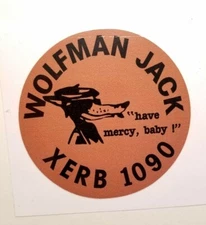 WOLFMAN JACK
"have
mercy, baby !"
XERB 1090